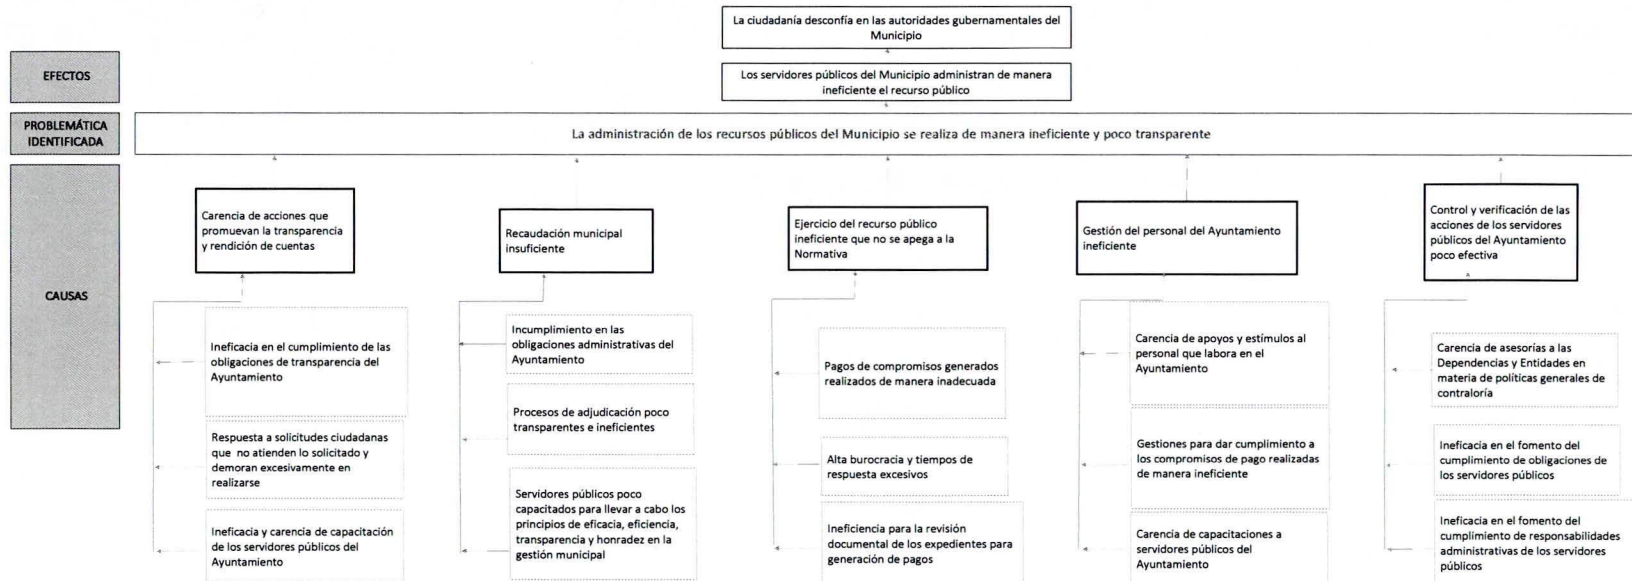 La ciudadanía desconfía en las autoridades gubernamentales del
Municipio
EFECTOS
Los servidores públicos del Municipio administran de manera
ineficiente el recurso público
PROBLEMÁTICA
IDENTIFICADA
La administración de los recursos públicos del Municipio se realiza de manera ineficiente y poco transparente
CAUSAS
Carencia de acciones que
promuevan la transparencia
y rendición de cuentas
Recaudación municipal
insuficiente
Ejercicio del recurso público
ineficiente que no se apega a la
Normativa
Gestión del personal del Ayuntamiento
ineficiente
Control y verificación de las
acciones de los servidores
públicos del Ayuntamiento
poco efectiva
Ineficacia en el cumplimiento de las
obligaciones de transparencia del
Ayuntamiento
Respuesta a solicitudes ciudadanas
que no atienden lo solicitado y
demoran excesivamente en
realizarse
Ineficacia y carencia de capacitación
de los servidores públicos del
Ayuntamiento
Incumplimiento en las
obligaciones administrativas del
Ayuntamiento
Procesos de adjudicación poco
transparentes e ineficientes
Servidores públicos poco
capacitados para llevar a cabo los
principios de eficacia, eficiencia,
transparencia y honradez en la
gestión municipal
Pagos de compromisos generados
realizados de manera inadecuada
Alta burocracia y tiempos de
respuesta excesivos
Ineficiencia para la revisión
documental de los expedientes para
generación de pagos
Carencia de apoyos y estímulos al
personal que labora en el
Ayuntamiento
Gestiones para dar cumplimiento a
los compromisos de pago realizadas
de manera ineficiente
Carencia de capacitaciones a
servidores públicos del
Ayuntamiento
Carencia de asesorías a las
Dependencias y Entidades en
materia de políticas generales de
contraloría
Ineficacia en el fomento del
cumplimiento de obligaciones de
los servidores públicos
Ineficacia en el fomento del
cumplimiento de responsabilidades
administrativas de los servidores
públicos